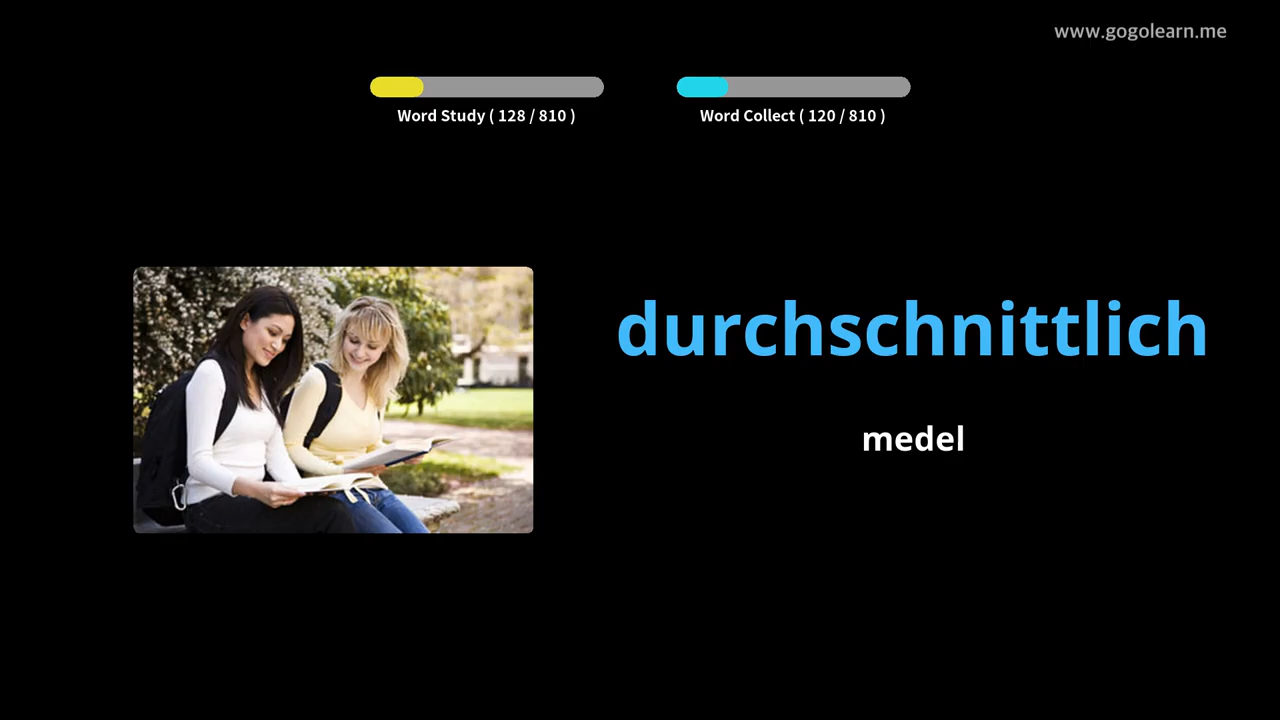 www.gogolearn.me
Word Study ( 128 / 810 )
Word Collect ( 120 / 810 )
durchschnittlich
medel